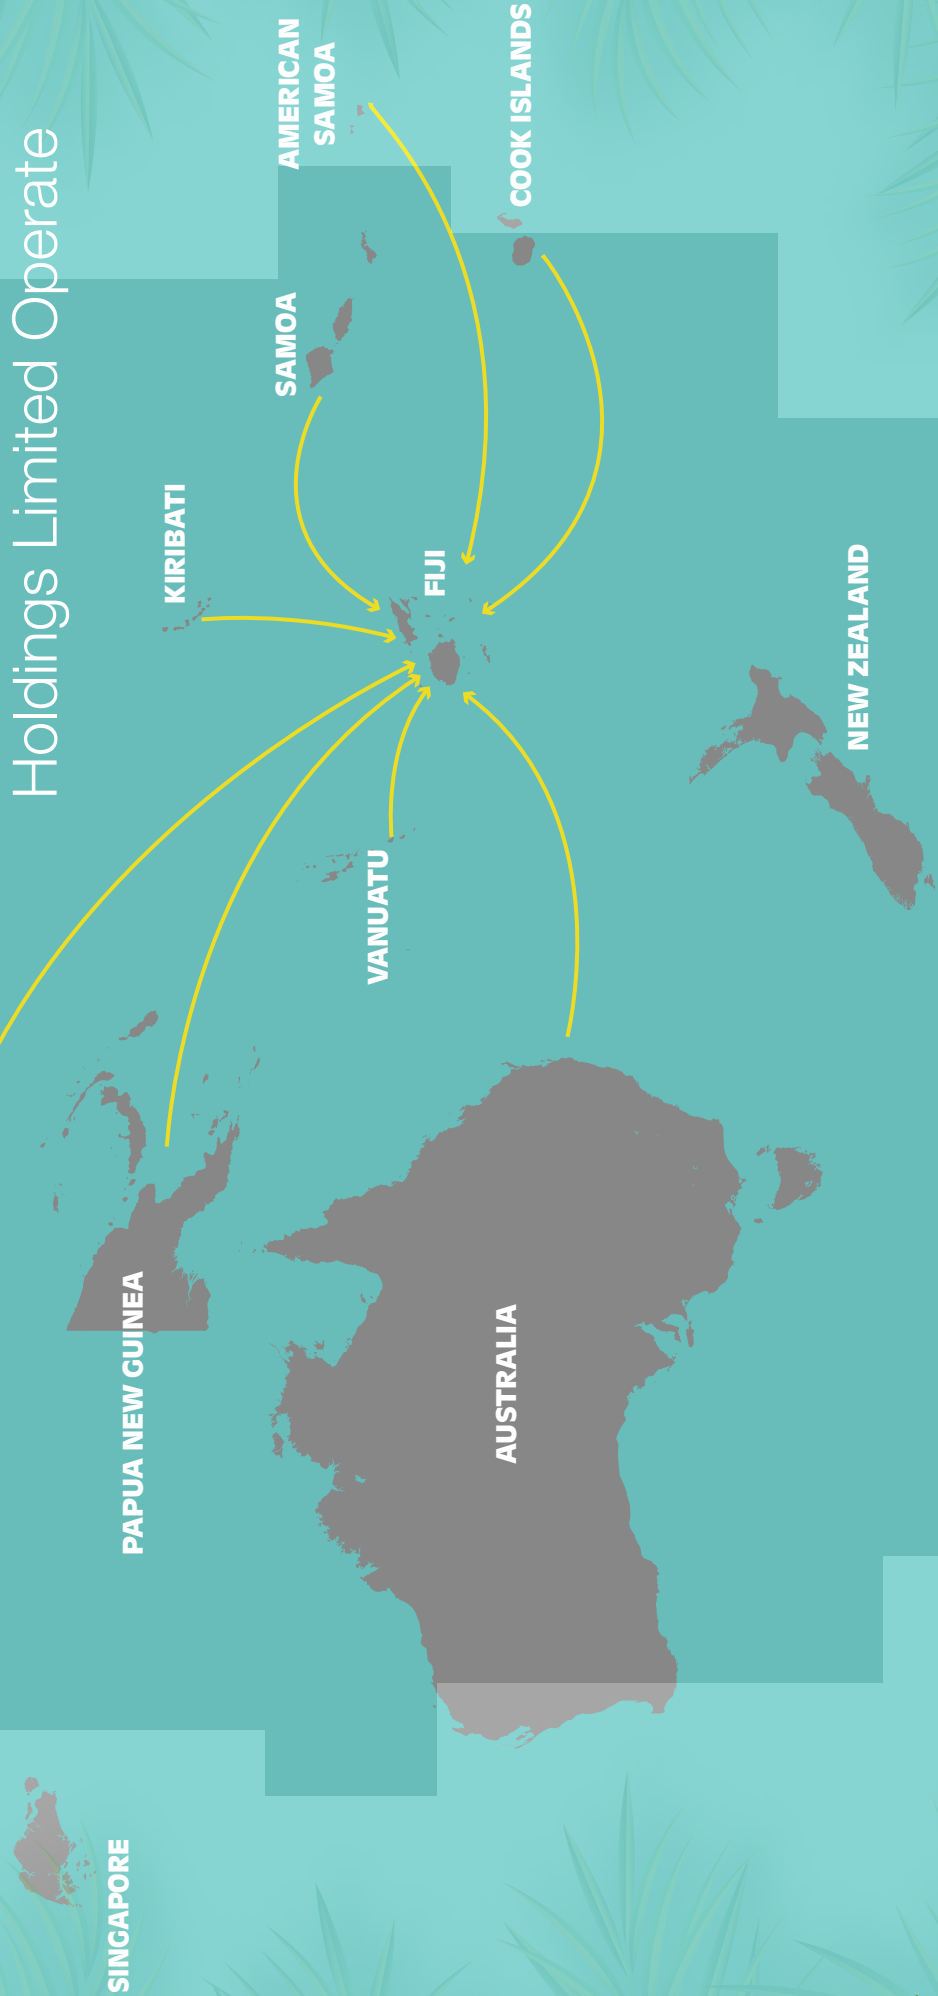 Holdings Limited Operate
SINGAPORE
PAPUA NEW GUINEA
KIRIBATI
SAMOA
AMERICAN
SAMOA
VANUATU
FIJI
AUSTRALIA
COOK ISLANDS
NEW ZEALAND